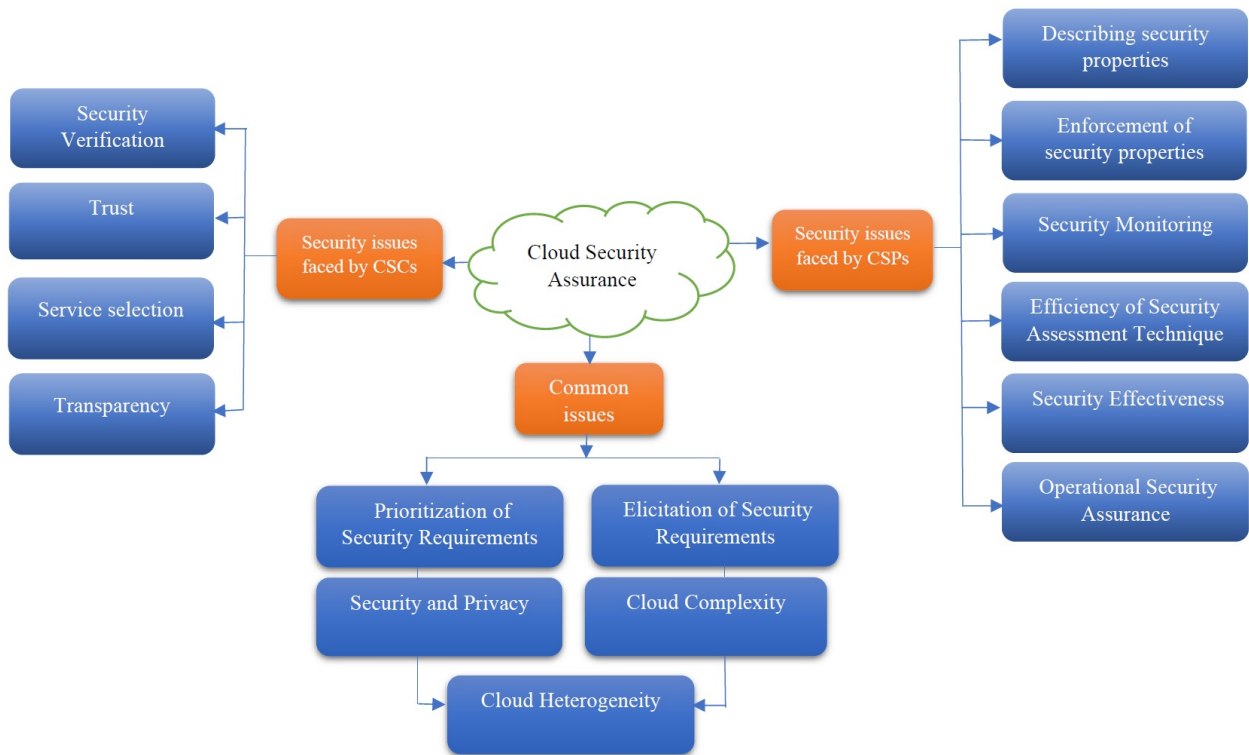 Security
Verification
Trust
Service selection
Transparency
Security issues
faced by CSCs
Cloud Security
Assurance
Security issues
faced by CSPs
Describing security
properties
Enforcement of
security properties
Security Monitoring
Efficiency of Security
Assessment Technique
Security Effectiveness
Operational Security
Assurance
Common
issues
Prioritization of
Security Requirements
Elicitation of Security
Requirements
Security and Privacy
Cloud Complexity
Cloud Heterogeneity